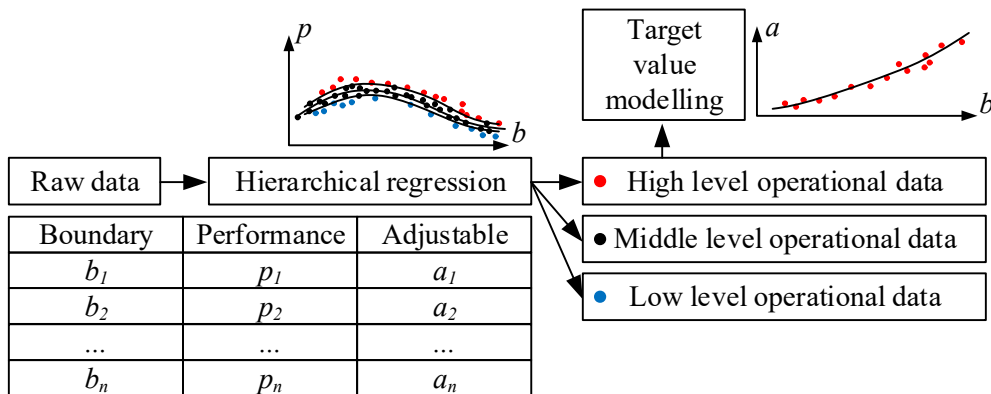 p
b
Target
value
modelling
a
b
Raw data
Hierarchical regression
High level operational data
Middle level operational data
Low level operational data
Boundary Performance Adjustable
b1 p1 a1
b2 p2 a2
... ... ...
bn pn an